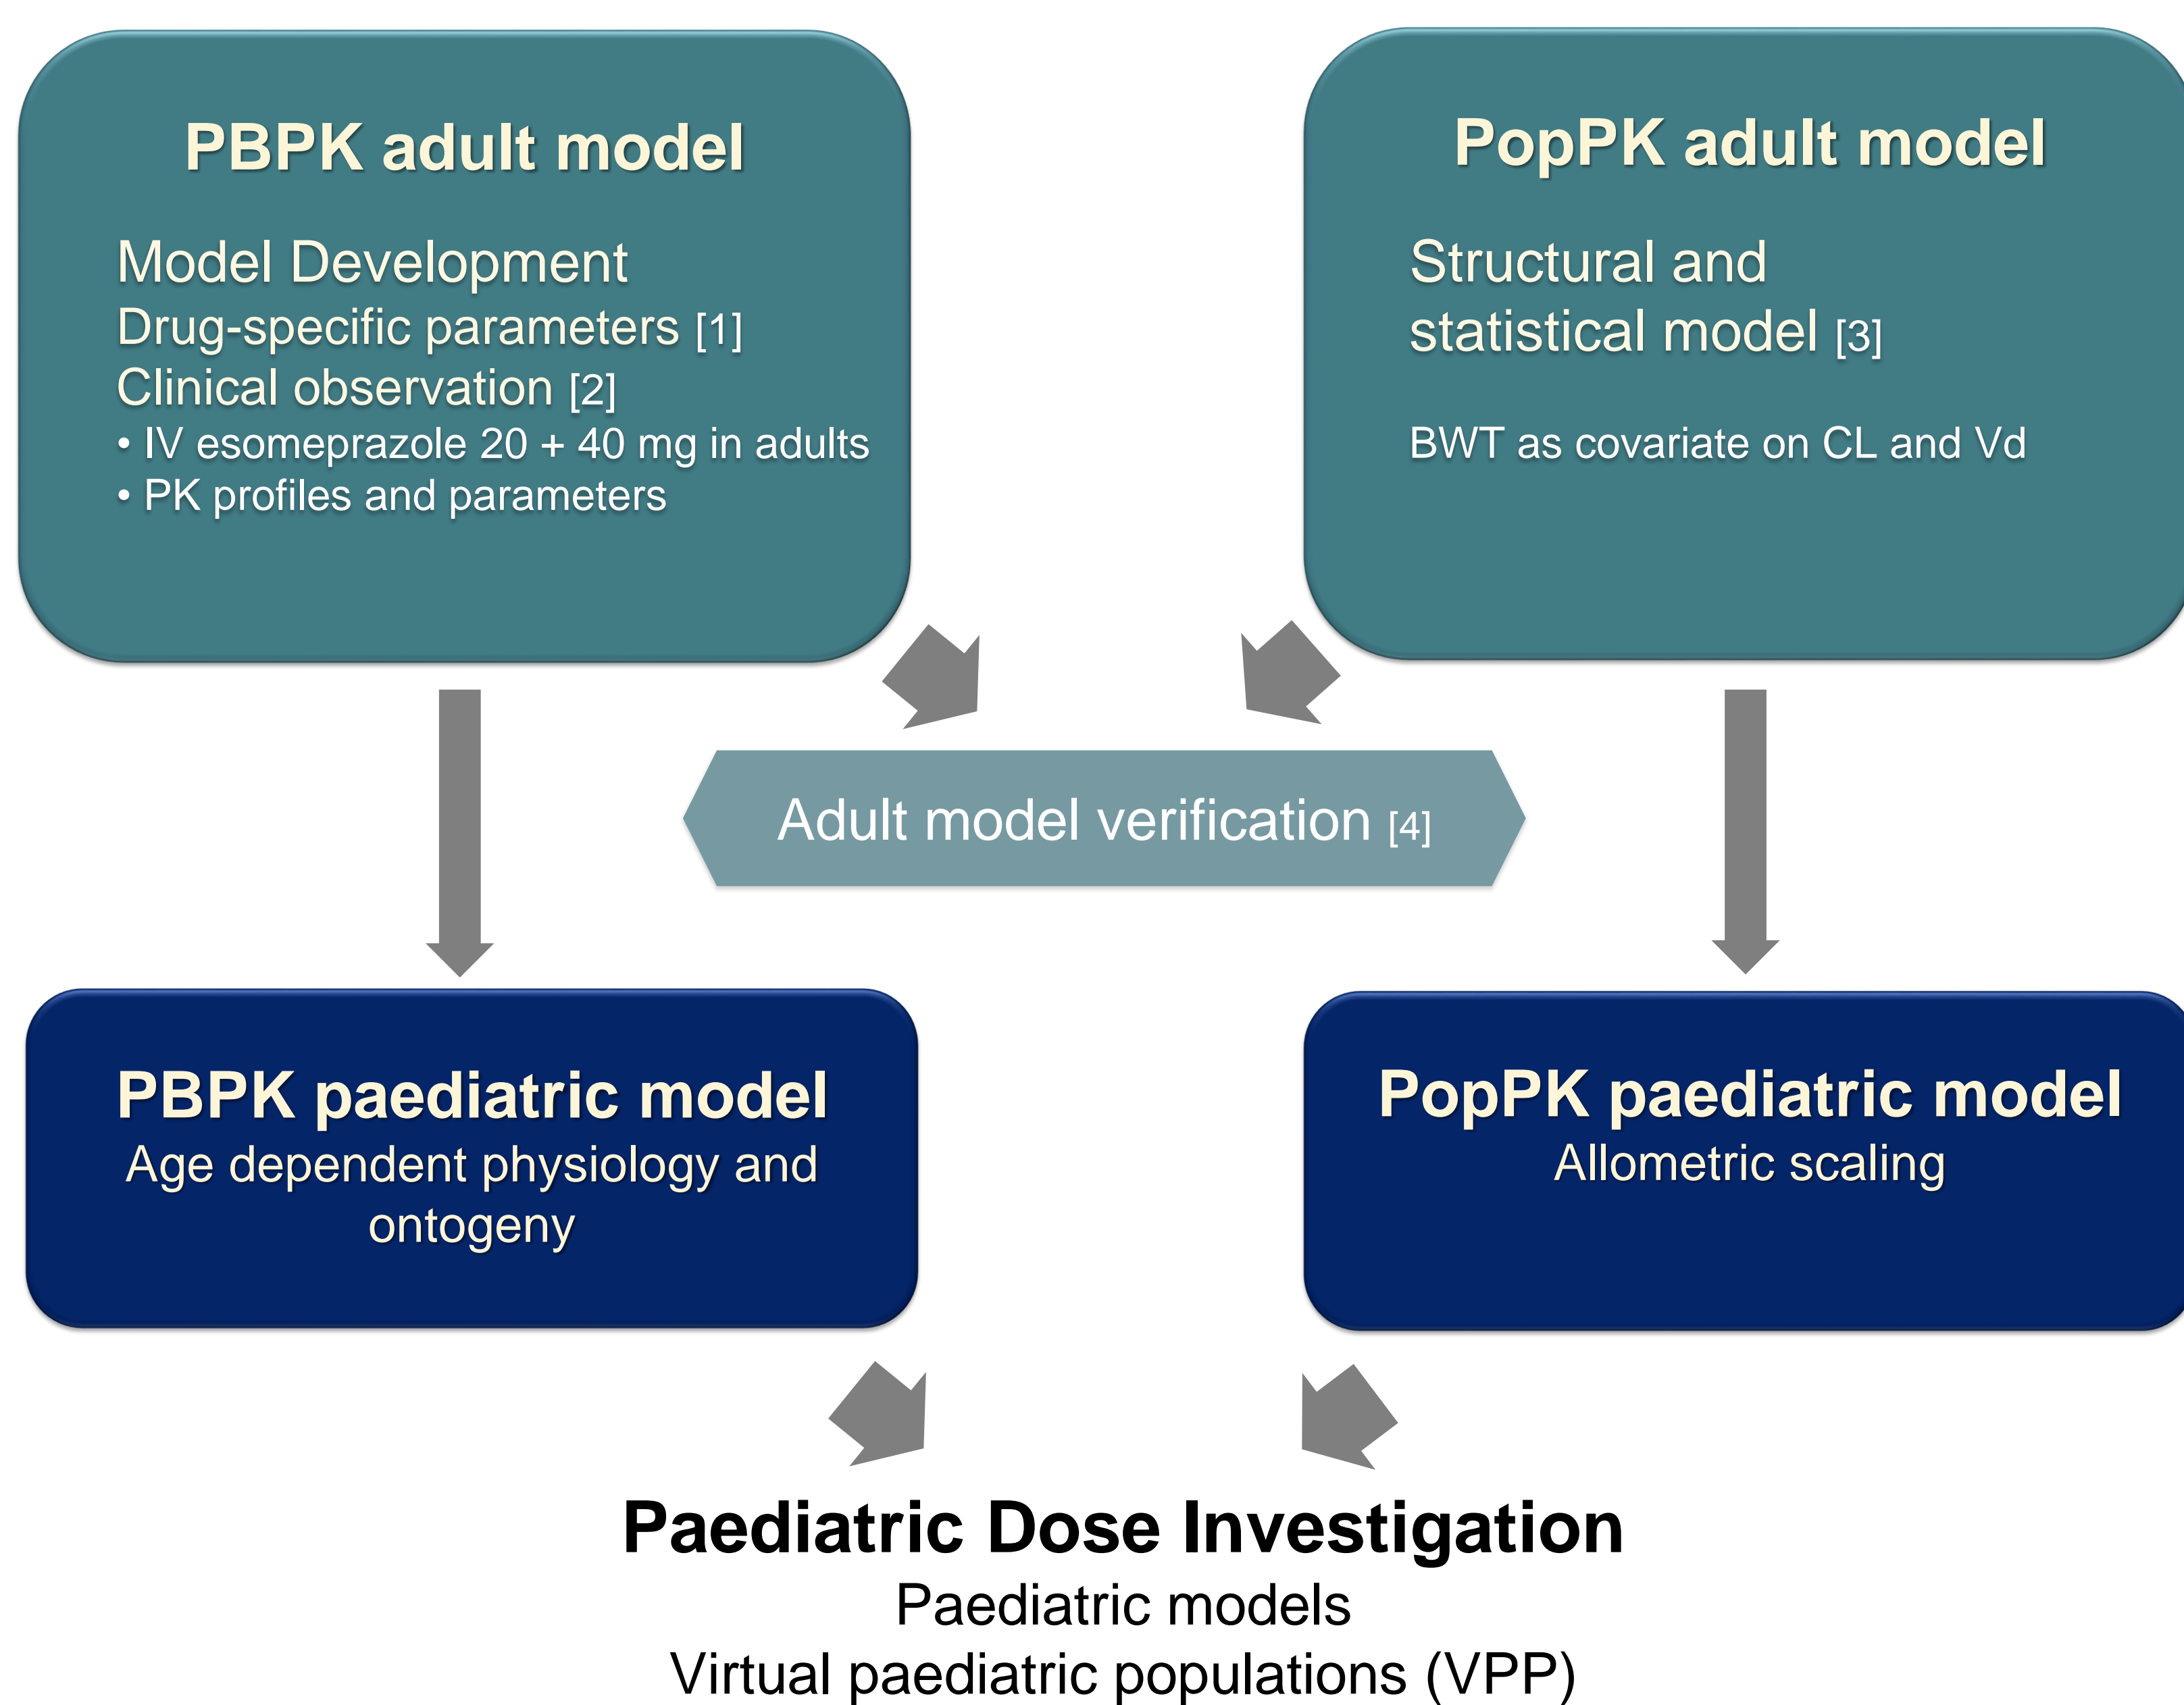 PBPK adult model
Model Development
Drug-specific parameters [1]
Clinical observation [2]
• IV esomeprazole 20 + 40 mg in adults
• PK profiles and parameters
PopPK adult model
Structural and
statistical model [3]
BWT as covariate on CL and Vd
Adult model verification [4]
PBPK paediatric model
Age dependent physiology and
ontogeny
PopPK paediatric model
Allometric scaling
Paediatric Dose Investigation
Paediatric models
Virtual paediatric populations (VPP)